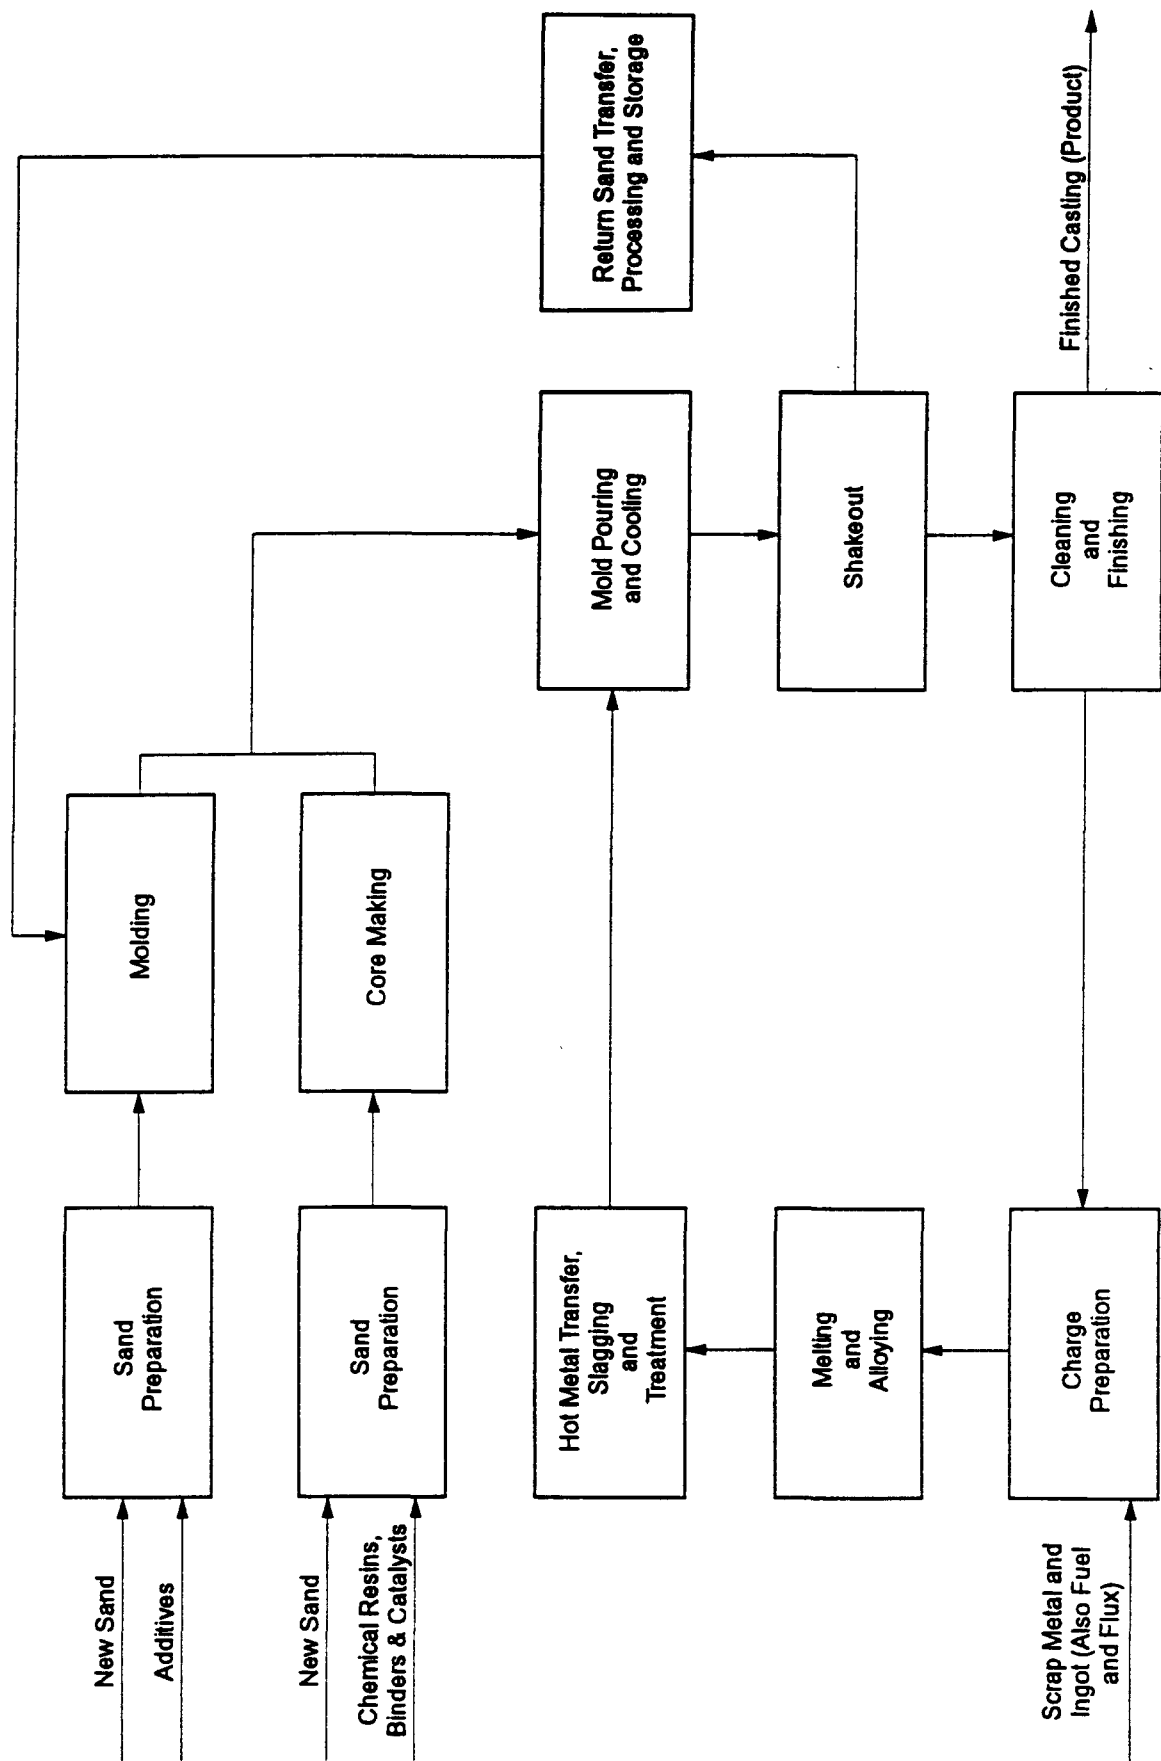 New Sand
Additives
Sand
Preparation
Molding
New Sand
Chemical Resins,
Binders & Catalysts
Sand
Preparation
Core Making
Return Sand Transfer,
Processing and Storage
Hot Metal Transfer,
Slagging
and
Treatment
Mold Pouring
and Cooling
Melting
and
Alloying
Shakeout
Scrap Metal and
Ingot (Also Fuel
and Flux)
Charge
Preparation
Cleaning
and
Finishing
Finished Casting (Product)